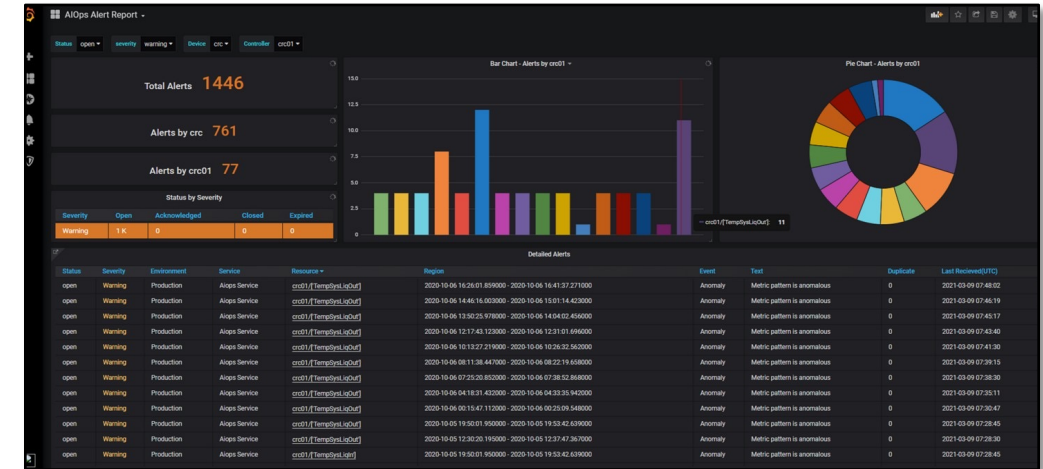 AIOps Alert Report
Status open severity warning Device crc Controller crc01
Total Alerts 1446
Alerts by crc 761
Alerts by crc01 77
Status by Severity
Severity Open Acknowledged Closed Expired
Warning 1 K 0 0 0
Bar Chart - Alerts by crc01
15.0
12.5
10.0
7.5
5.0
2.5
0
crc01/['TempSysLiqOut']: 11
Pie Chart - Alerts by crc01
Detailed Alerts
Status Severity Environment Service Resource Region Event Text Duplicate Last Recieved(UTC)
open Warning Production Aiops Service crc01/['TempSysLiqOut'] 2020-10-06 16:26:01.859000 - 2020-10-06 16:41:37.271000 Anomaly Metric pattern is anomalous 0 2021-03-09 07:48:02
open Warning Production Aiops Service crc01/['TempSysLiqOut'] 2020-10-06 14:46:16.003000 - 2020-10-06 15:01:14.423000 Anomaly Metric pattern is anomalous 0 2021-03-09 07:46:19
open Warning Production Aiops Service crc01/['TempSysLiqOut'] 2020-10-06 13:50:25.978000 - 2020-10-06 14:04:02.456000 Anomaly Metric pattern is anomalous 0 2021-03-09 07:45:17
open Warning Production Aiops Service crc01/['TempSysLiqOut'] 2020-10-06 12:17:43.123000 - 2020-10-06 12:31:01.696000 Anomaly Metric pattern is anomalous 0 2021-03-09 07:43:40
open Warning Production Aiops Service crc01/['TempSysLiqOut'] 2020-10-06 10:13:27.219000 - 2020-10-06 10:26:32.562000 Anomaly Metric pattern is anomalous 0 2021-03-09 07:41:30
open Warning Production Aiops Service crc01/['TempSysLiqOut'] 2020-10-06 08:11:38.447000 - 2020-10-06 08:22:19.658000 Anomaly Metric pattern is anomalous 0 2021-03-09 07:39:15
open Warning Production Aiops Service crc01/['TempSysLiqOut'] 2020-10-06 07:25:20.852000 - 2020-10-06 07:38:52.868000 Anomaly Metric pattern is anomalous 0 2021-03-09 07:38:30
open Warning Production Aiops Service crc01/['TempSysLiqOut'] 2020-10-06 04:18:31.432000 - 2020-10-06 04:33:35.942000 Anomaly Metric pattern is anomalous 0 2021-03-09 07:35:11
open Warning Production Aiops Service crc01/['TempSysLiqOut'] 2020-10-06 00:15:47.112000 - 2020-10-06 00:25:09.548000 Anomaly Metric pattern is anomalous 0 2021-03-09 07:30:47
open Warning Production Aiops Service crc01/['TempSysLiqOut'] 2020-10-05 19:50:01.950000 - 2020-10-05 19:53:42.639000 Anomaly Metric pattern is anomalous 0 2021-03-09 07:28:45
open Warning Production Aiops Service crc01/['TempSysLiqOut'] 2020-10-05 12:30:20.195000 - 2020-10-05 12:37:47.367000 Anomaly Metric pattern is anomalous 0 2021-03-09 07:28:30
open Warning Production Aiops Service crc01/['TempSysLiqIn'] 2020-10-05 19:50:01.950000 - 2020-10-05 19:53:42.639000 Anomaly Metric pattern is anomalous 0 2021-03-09 07:28:45